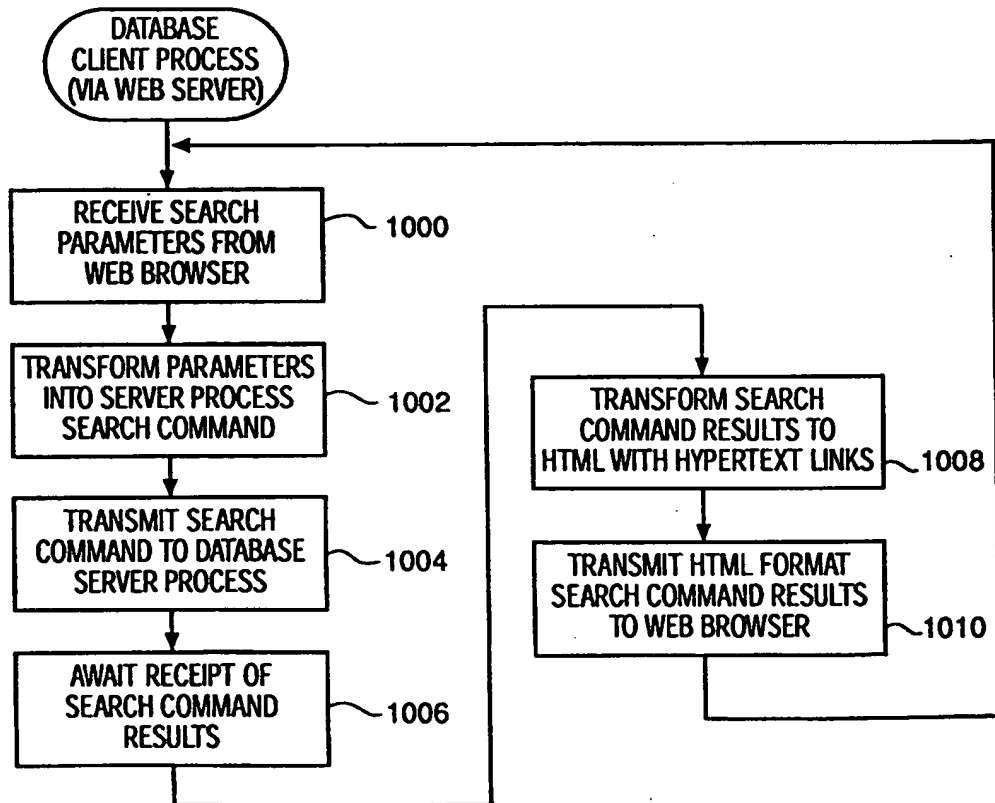 DATABASE
CLIENT PROCESS
(VIA WEB SERVER)
RECEIVE SEARCH
PARAMETERS FROM
WEB BROWSER
1000
TRANSFORM PARAMETERS
INTO SERVER PROCESS
SEARCH COMMAND
1002
TRANSMIT SEARCH
COMMAND TO DATABASE
SERVER PROCESS
1004
AWAIT RECEIPT OF
SEARCH COMMAND
RESULTS
1006
TRANSFORM SEARCH
COMMAND RESULTS TO
HTML WITH HYPERTEXT LINKS
1008
TRANSMIT HTML FORMAT
SEARCH COMMAND RESULTS
TO WEB BROWSER
1010